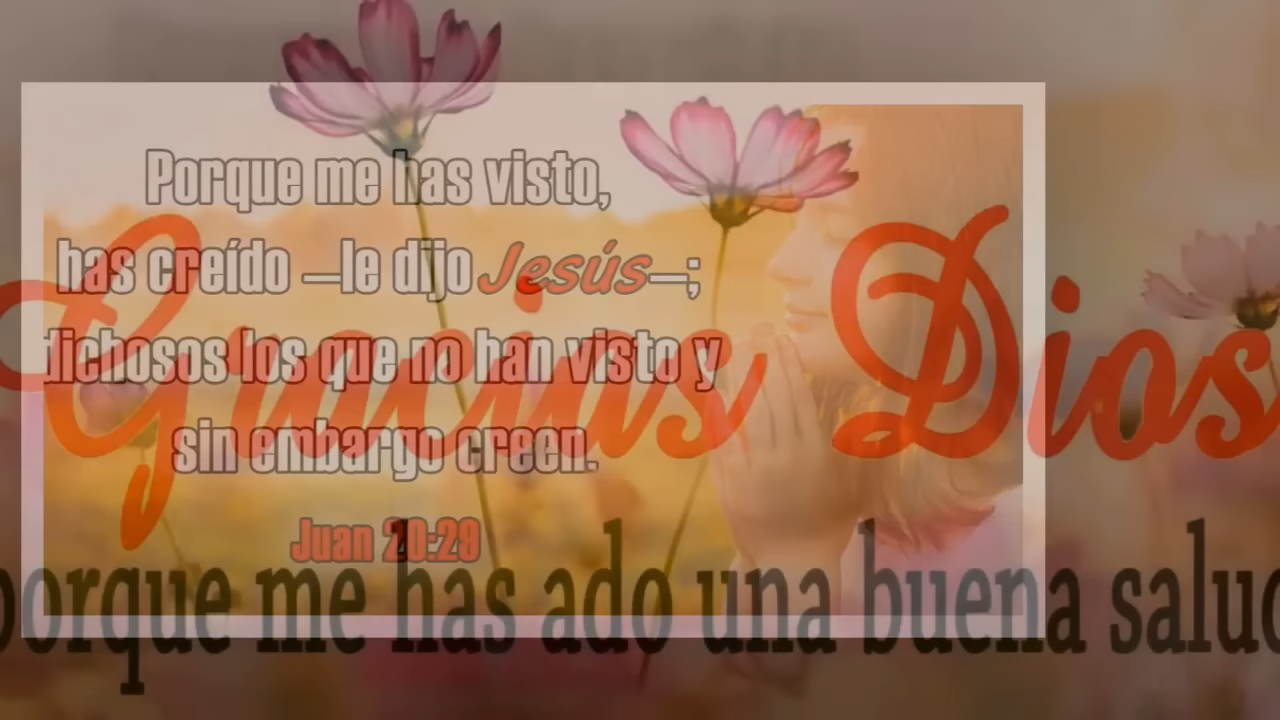 Porque me has visto,
has creído —le dijo Jesús—;
dichosos los que no han visto y
sin embargo creen.
Juan 20:29
Gracias Dios
porque me has ado una buena salud